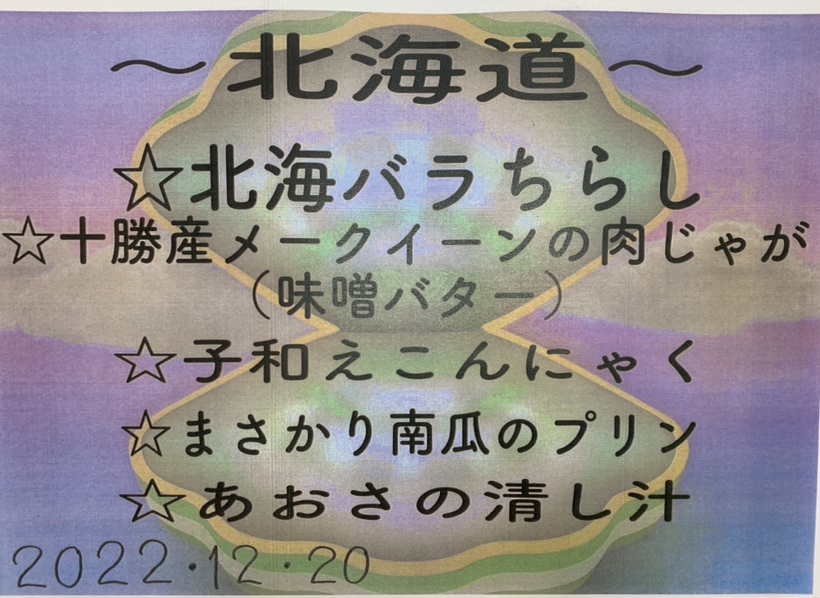 ～北海道～
☆北海バラちらし
☆十勝産メークイーンの肉じゃが
（味噌バター）
☆子和えこんにゃく
☆まさかり南瓜のプリン
☆あおさの清し汁
2022・12・20